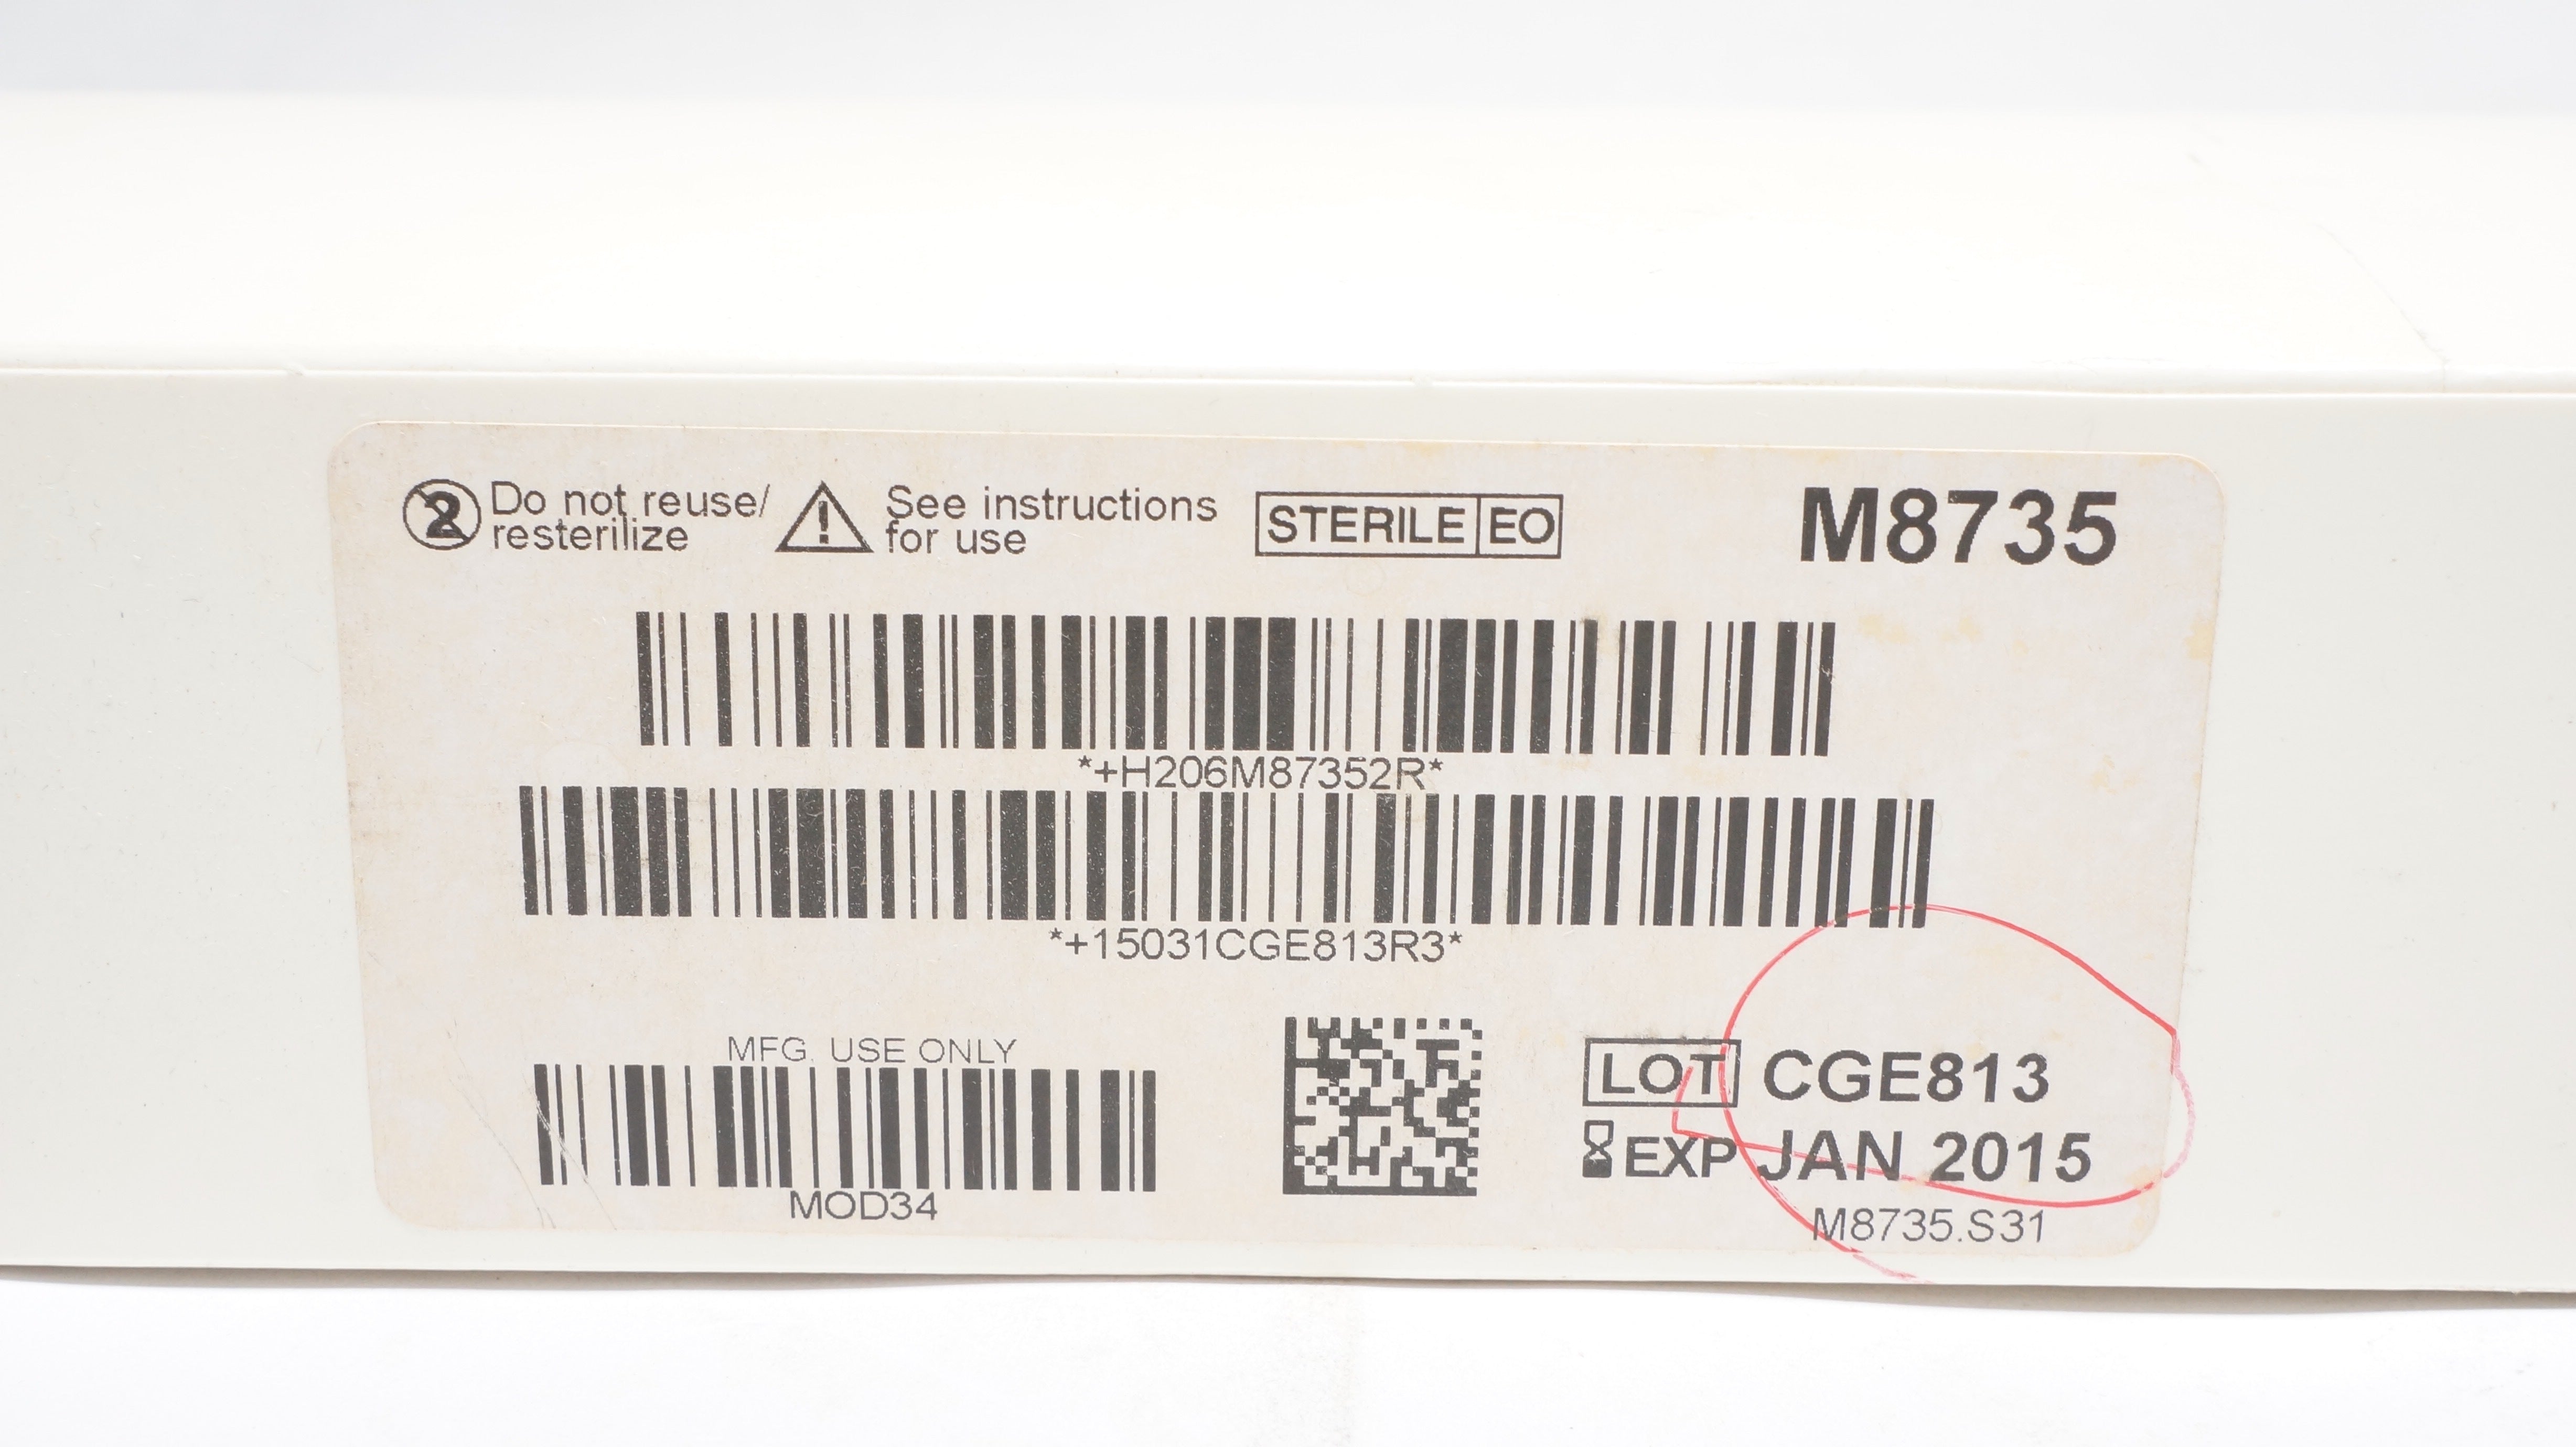 2 Do not reuse/
resterilize
! See instructions
for use
STERILE EO
M8735
*+H206M87352R*
*+15031CGE813R3*
MFG. USE ONLY
MOD34
LOT CGE813
EXP JAN 2015
M8735.S31